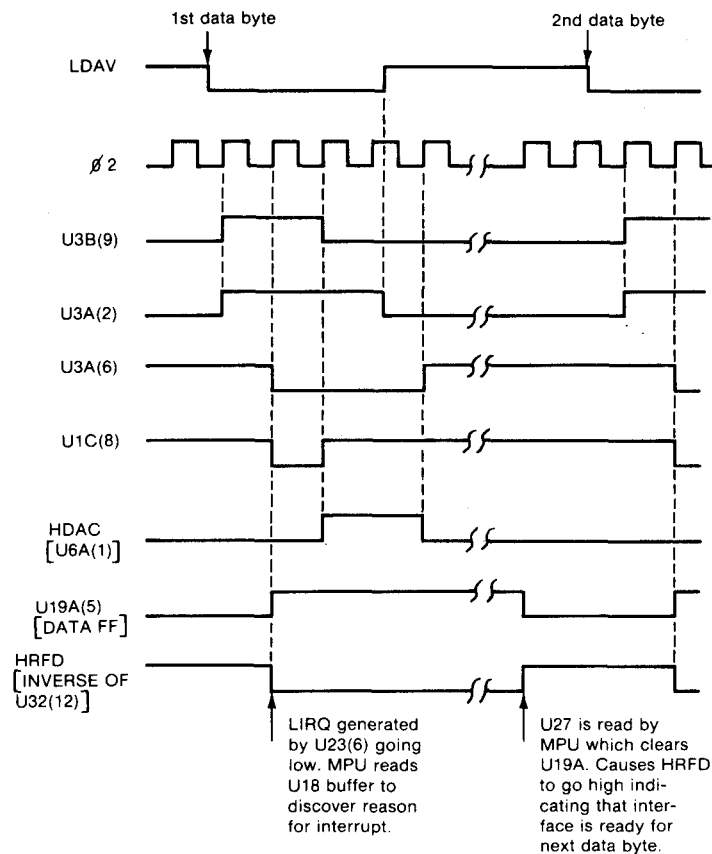 1st data byte
2nd data byte
LDAV
ø 2
U3B(9)
U3A(2)
U3A(6)
U1C(8)
HDAC
[U6A(1)]
U19A(5)
[DATA FF]
HRFD
[INVERSE OF
U32(12)]
LIRQ generated
by U23(6) going
low. MPU reads
U18 buffer to
discover reason
for interrupt.
U27 is read by
MPU which clears
U19A. Causes HRFD
to go high indi-
cating that inter-
face is ready for
next data byte.